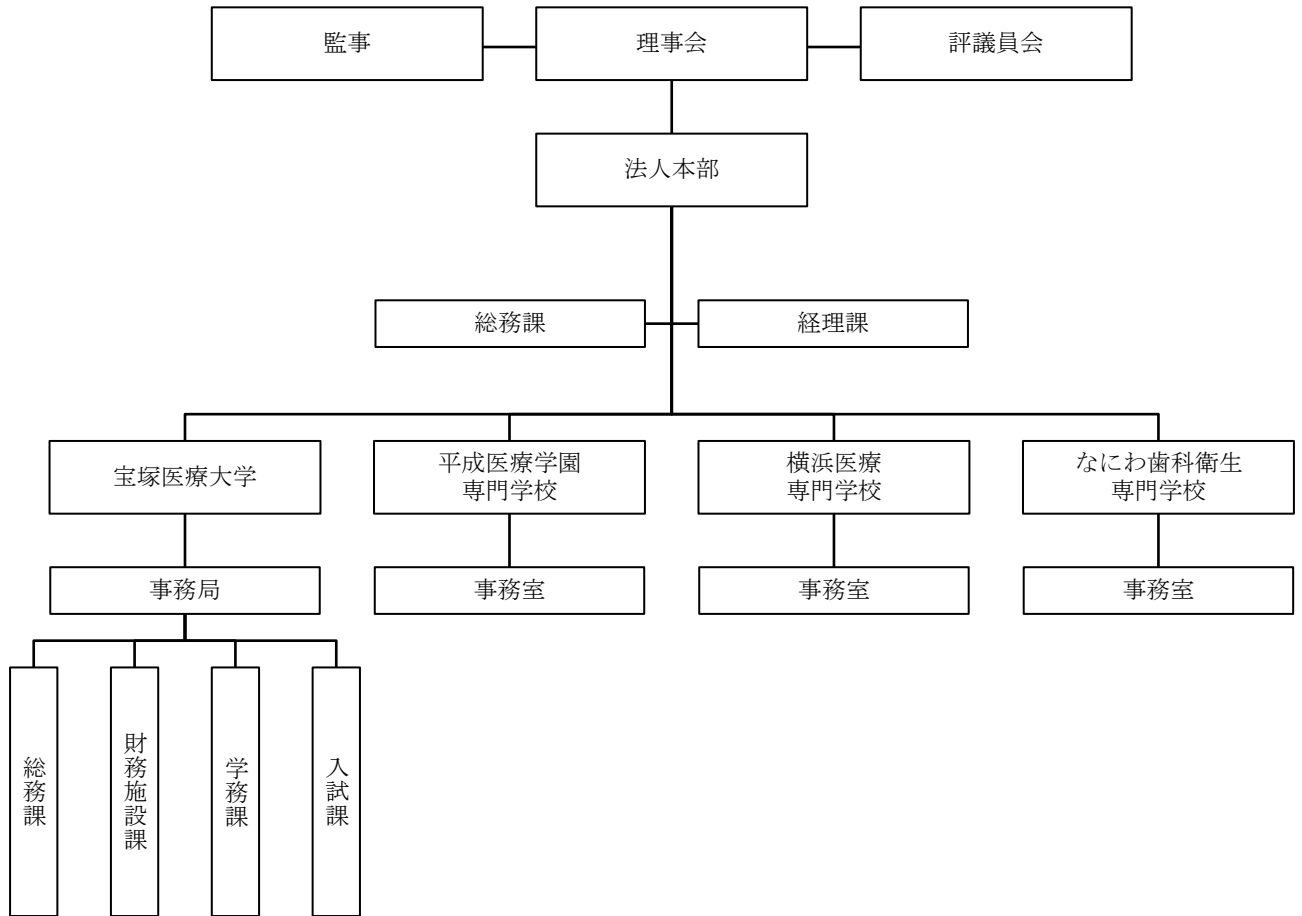 監事
理事会
評議員会
法人本部
総務課
経理課
宝塚医療大学
平成医療学園
専門学校
横浜医療
専門学校
なにわ歯科衛生
専門学校
事務局
事務室
事務室
事務室
総務課
財務施設課
学務課
入試課